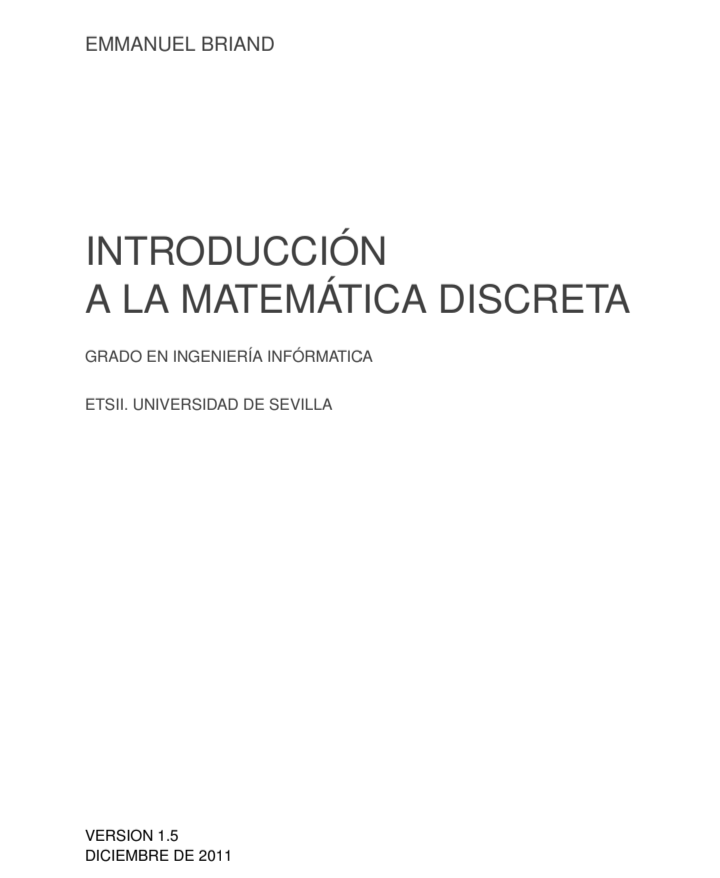 EMMANUEL BRIAND
INTRODUCCIÓN
A LA MATEMÁTICA DISCRETA
GRADO EN INGENIERÍA INFÓRMATICA
ETSII. UNIVERSIDAD DE SEVILLA
VERSION 1.5
DICIEMBRE DE 2011